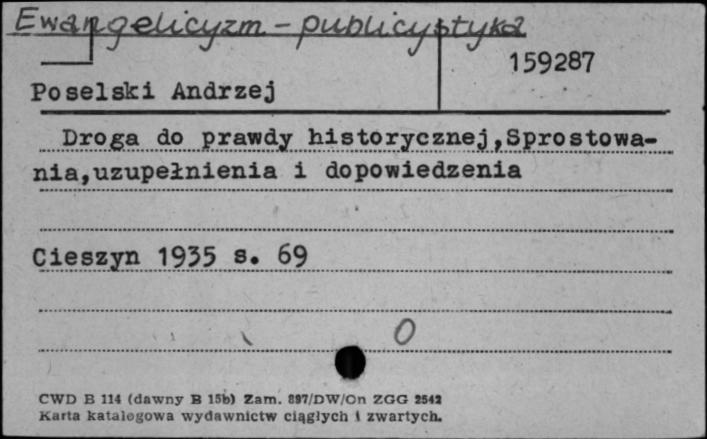 Ewangelicyzm - publicystyka
159287
Poselski Andrzej
Droga do prawdy historycznej,Sprostowa-
nia,uzupełnienia i dopowiedzenia
Cieszyn 1935 s. 69
0
CWD B 114 (dawny B 15b) Zam. 897/DW/On ZGG 2542
Karta katalogowa wydawnictw ciągłych i zwartych.